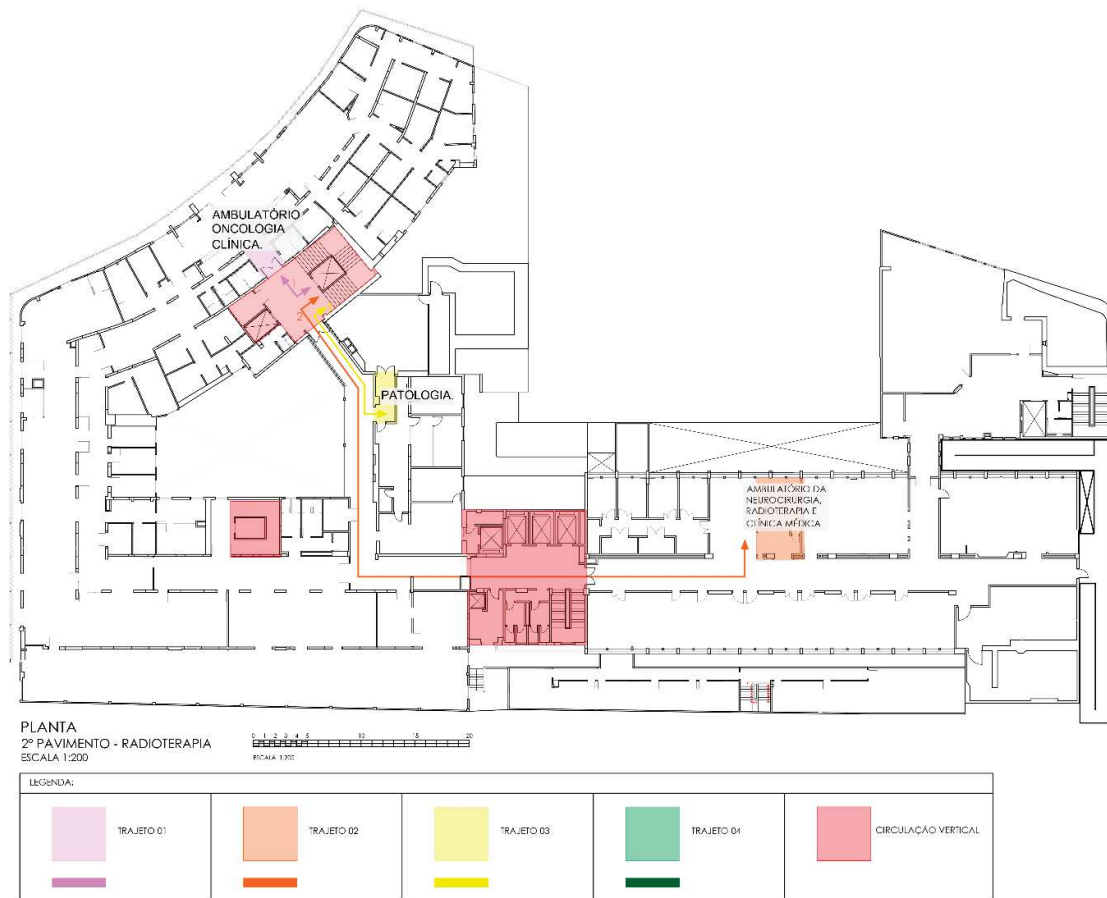 AMBULATÓRIO
ONCOLOGIA
CLÍNICA.
2
PATOLOGIA.
AMBULATÓRIO DA
NEUROCIRURGIA,
RADIOTERAPIA E
CLÍNICA MÉDICA
PLANTA
2º PAVIMENTO - RADIOTERAPIA
ESCALA 1:200
0 1 2 3 4 5 10 15 20
ESCALA 1:200
LEGENDA:
TRAJETO 01
TRAJETO 02
TRAJETO 03
TRAJETO 04
CIRCULAÇÃO VERTICAL